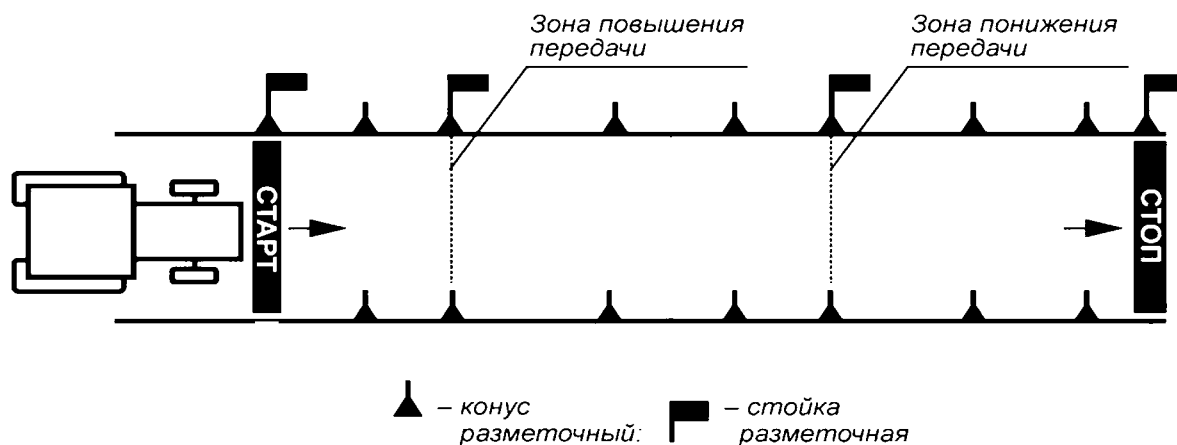 Зона повышения
передачи
Зона понижения
передачи
СТАРТ
СТОП
– конус
разметочный:
– стойка
разметочная